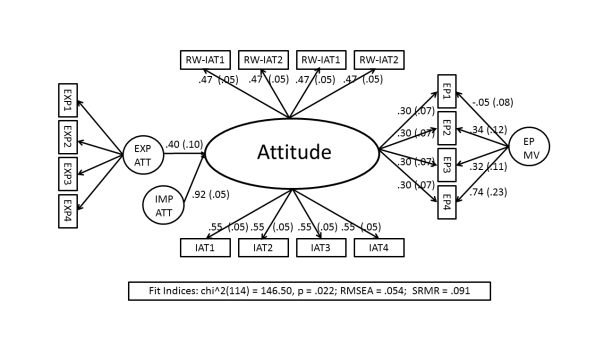 RW-IAT1 RW-IAT2 RW-IAT1 RW-IAT2
.47 (.05) .47 (.05) .47 (.05) .47 (.05)
EXP1
EXP2
EXP3
EXP4
EXP
ATT
.40 (.10)
IMP
ATT
.92 (.05)
Attitude
.30 (.07)
.30 (.07)
.30 (.07)
.30 (.07)
EP1
EP2
EP3
EP4
-.05 (.08)
.34 (.12)
.32 (.11)
.74 (.23)
EP
MV
.55 (.05) .55 (.05) .55 (.05) .55 (.05)
IAT1 IAT2 IAT3 IAT4
Fit Indices: chi^2(114) = 146.50, p = .022; RMSEA = .054; SRMR = .091